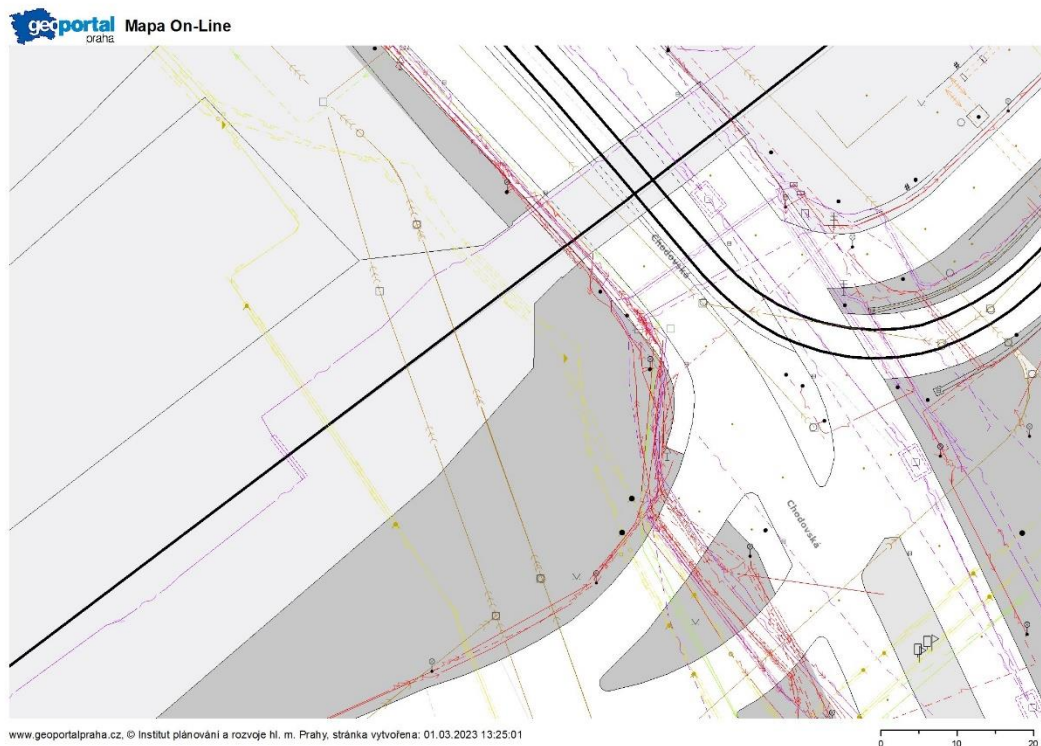 geoportal
praha
Mapa On-Line
Chodovská
Chodovská
www.geoportalpraha.cz, © Institut plánování a rozvoje hl. m. Prahy, stránka vytvořena: 01.03.2023 13:25:01
0 10 20